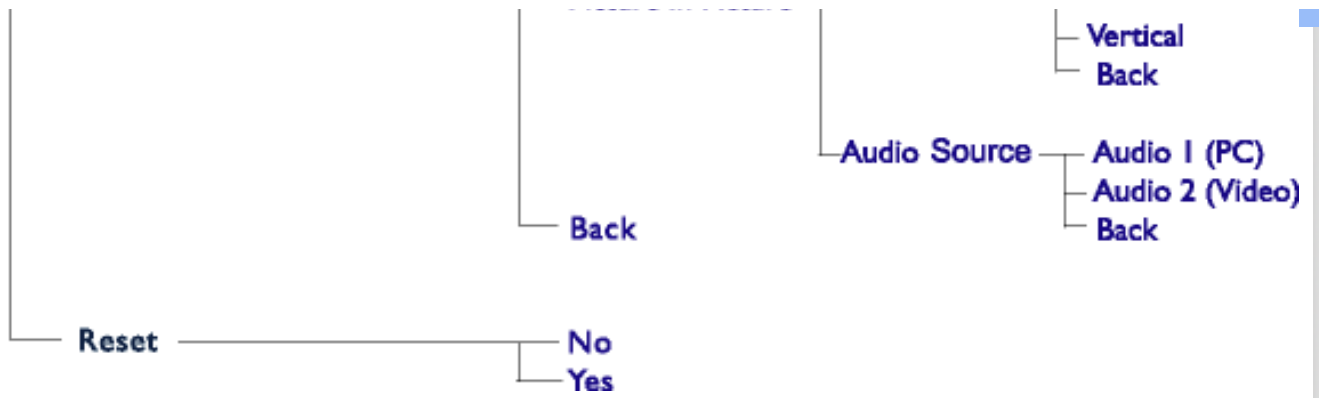 Vertical
Back
Audio Source Audio 1 (PC)
Audio 2 (Video)
Back
Back
Reset No
Yes